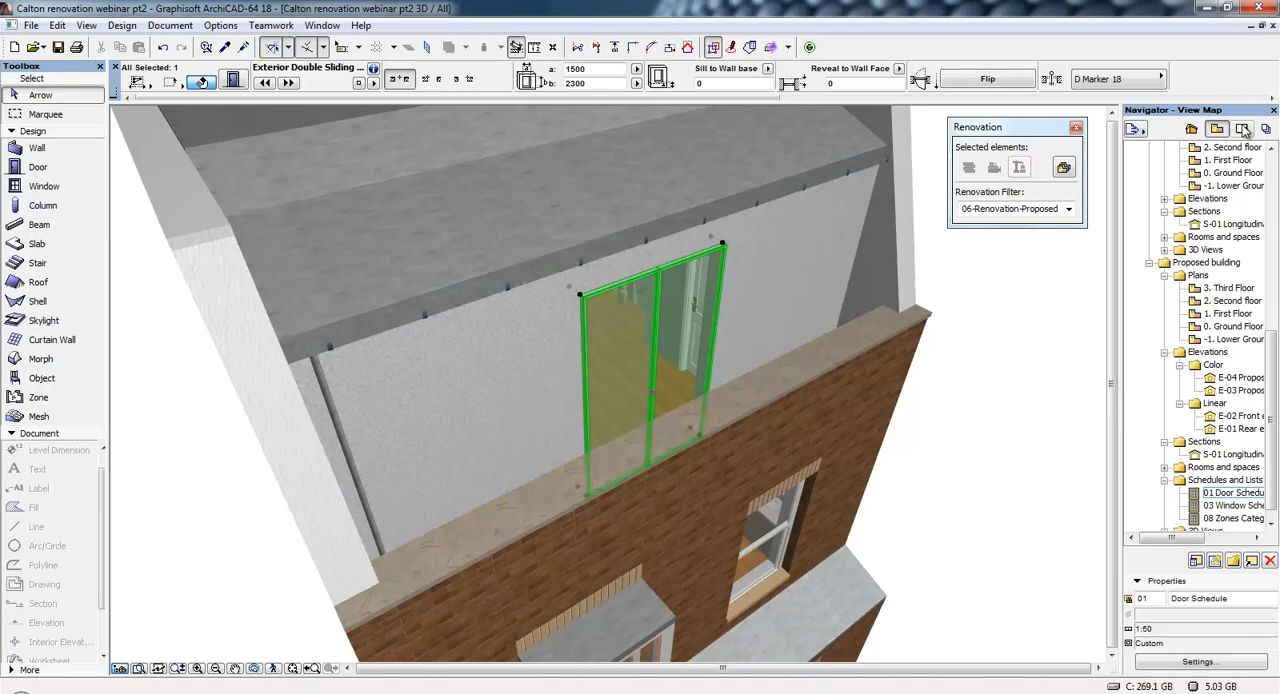 Calton renovation webinar pt2 - Graphisoft ArchiCAD-64 18 - [Calton renovation webinar pt2 3D / All]
File Edit View Design Document Options Teamwork Window Help
Toolbox
Select
Arrow
Marquee
Design
Wall
Door
Window
Column
Beam
Slab
Stair
Roof
Shell
Skylight
Curtain Wall
Morph
Object
Zone
Mesh
Document
Level Dimension
Text
Label
Fill
Line
Arc/Circle
Polyline
Drawing
Section
Elevation
Interior Elevat
Worksheet
More
All Selected: 1
Exterior Double Sliding ...
a: 1500
b: 2300
Sill to Wall base
0
Reveal to Wall Face
0
Flip
D Marker 18
Renovation
Selected elements:
Renovation Filter:
06-Renovation-Proposed
Navigator - View Map
2. Second floor
1. First Floor
0. Ground Floor
-1. Lower Groun
Elevations
Sections
S-01 Longitudina
Rooms and spaces
3D Views
Proposed building
Plans
3. Third Floor
2. Second floor
1. First Floor
0. Ground Floor
-1. Lower Groun
Elevations
Color
E-04 Propos
E-03 Propos
Linear
E-02 Front e
E-01 Rear e
Sections
S-01 Longitudina
Rooms and spaces
Schedules and Lists
01 Door Schedu
03 Window Sche
08 Zones Categ
Properties
01 Door Schedule
1:50
Custom
Settings...
C: 269.1 GB 5.03 GB